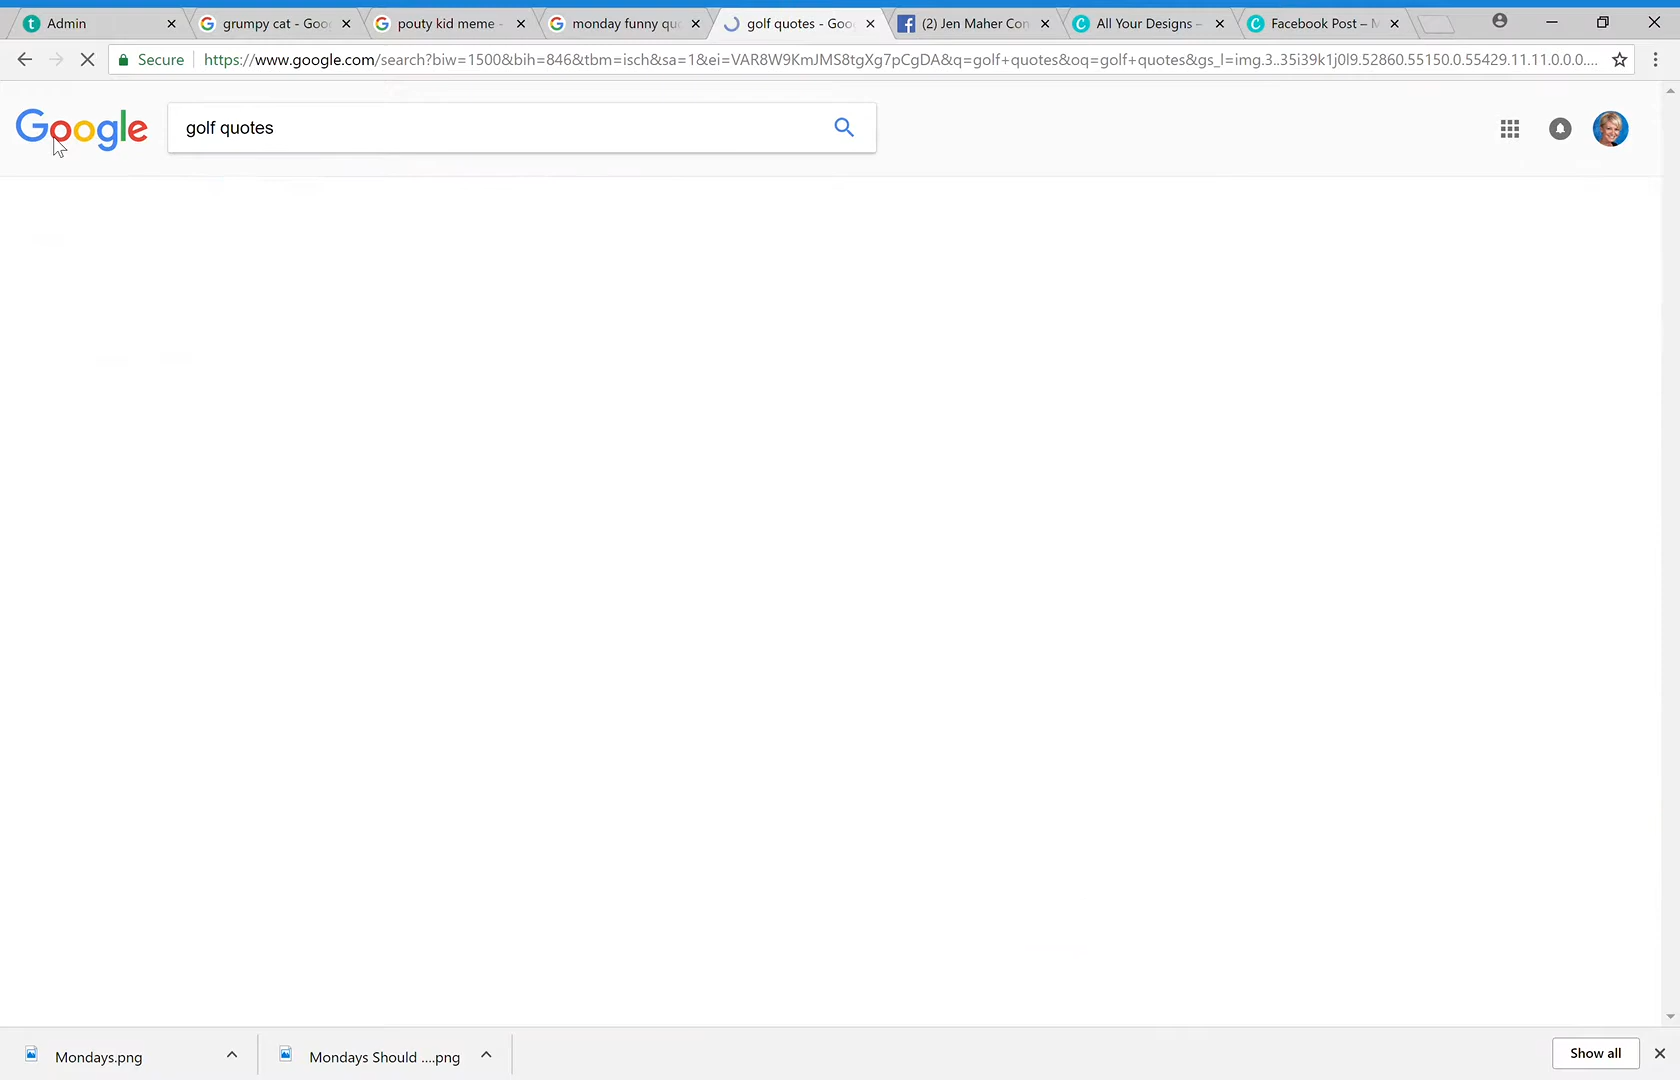 Admin
grumpy cat - Goo
pouty kid meme -
monday funny qu
golf quotes - Goo
(2) Jen Maher Con
All Your Designs –
Facebook Post – M
Secure
https://www.google.com/search?biw=1500&bih=846&tbm=isch&sa=1&ei=VAR8W9KmJMS8tgXg7pCgDA&q=golf+quotes&oq=golf+quotes&gs_l=img.3..35i39k1j0l9.52860.55150.0.55429.11.11.0.0.0....
Google
golf quotes
Mondays.png
Mondays Should ....png
Show all